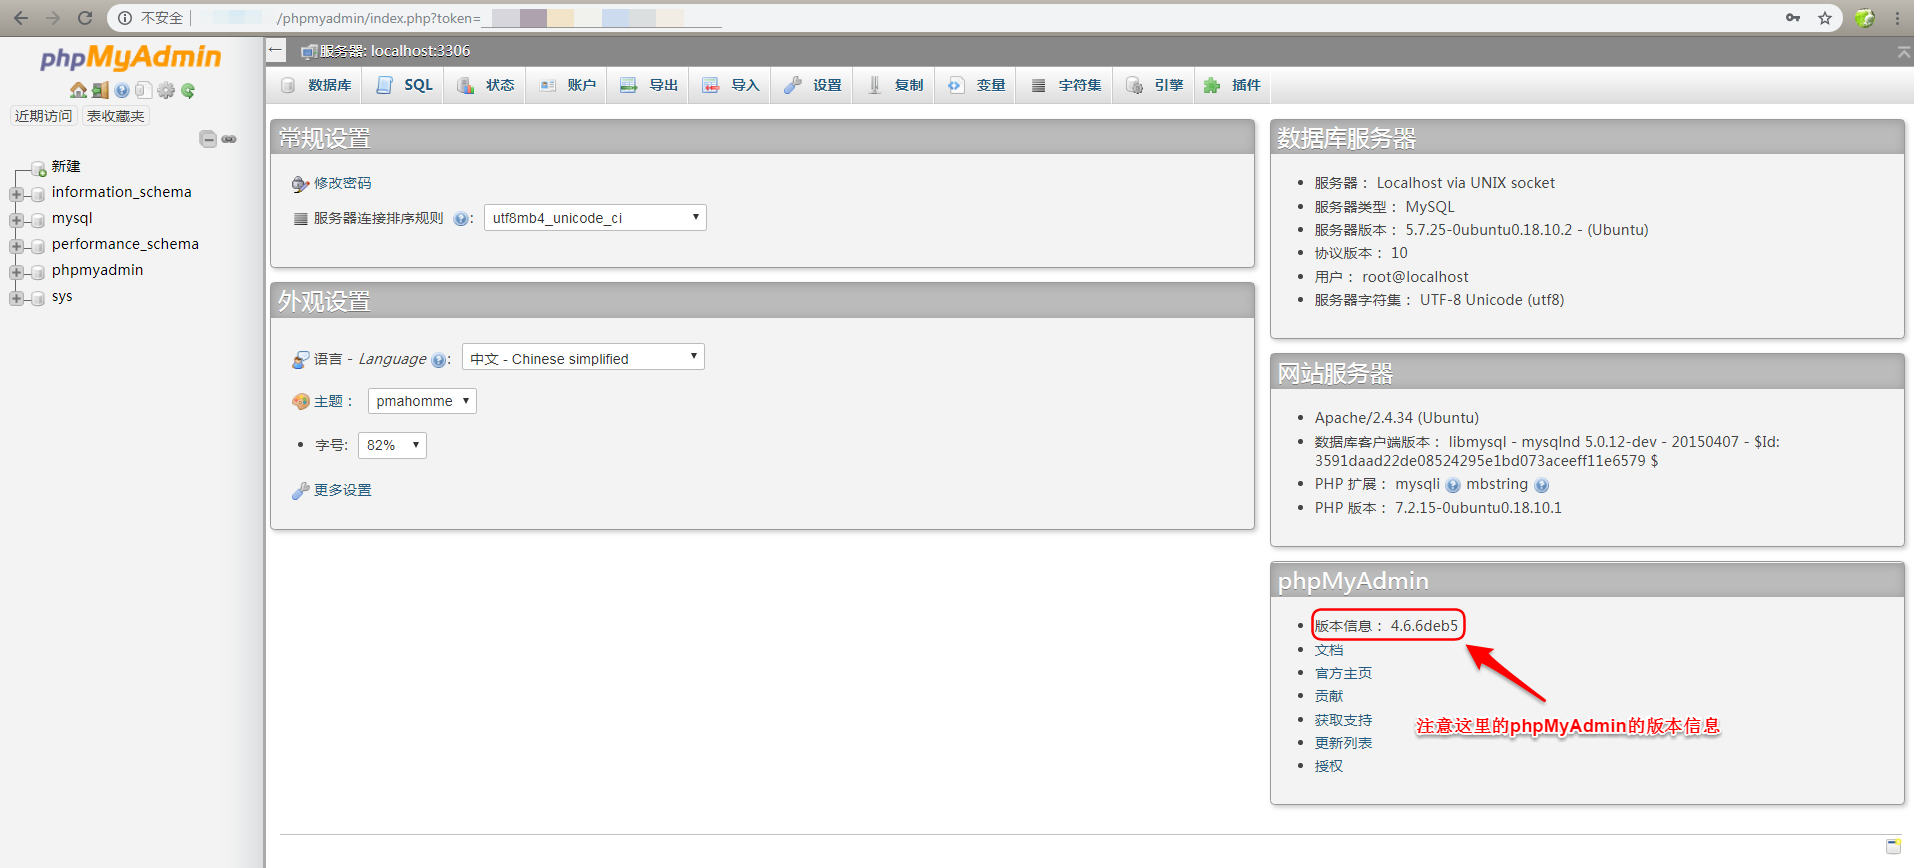 不安全
/phpmyadmin/index.php?token=
phpMyAdmin
近期访问 表收藏夹
新建
information_schema
mysql
performance_schema
phpmyadmin
sys
服务器: localhost:3306
数据库 SQL 状态 账户 导出 导入 设置 复制 变量 字符集 引擎 插件
常规设置
修改密码
服务器连接排序规则 : utf8mb4_unicode_ci
外观设置
语言 - Language : 中文 - Chinese simplified
主题： pmahomme
字号: 82%
更多设置
数据库服务器
服务器： Localhost via UNIX socket
服务器类型： MySQL
服务器版本： 5.7.25-0ubuntu0.18.10.2 - (Ubuntu)
协议版本： 10
用户： root@localhost
服务器字符集： UTF-8 Unicode (utf8)
网站服务器
Apache/2.4.34 (Ubuntu)
数据库客户端版本： libmysql - mysqlnd 5.0.12-dev - 20150407 - $Id:
3591daad22de08524295e1bd073aceeff11e6579 $
PHP 扩展： mysqli mbstring
PHP 版本： 7.2.15-0ubuntu0.18.10.1
phpMyAdmin
版本信息： 4.6.6deb5
文档
官方主页
贡献
获取支持
更新列表
授权
注意这里的phpMyAdmin的版本信息